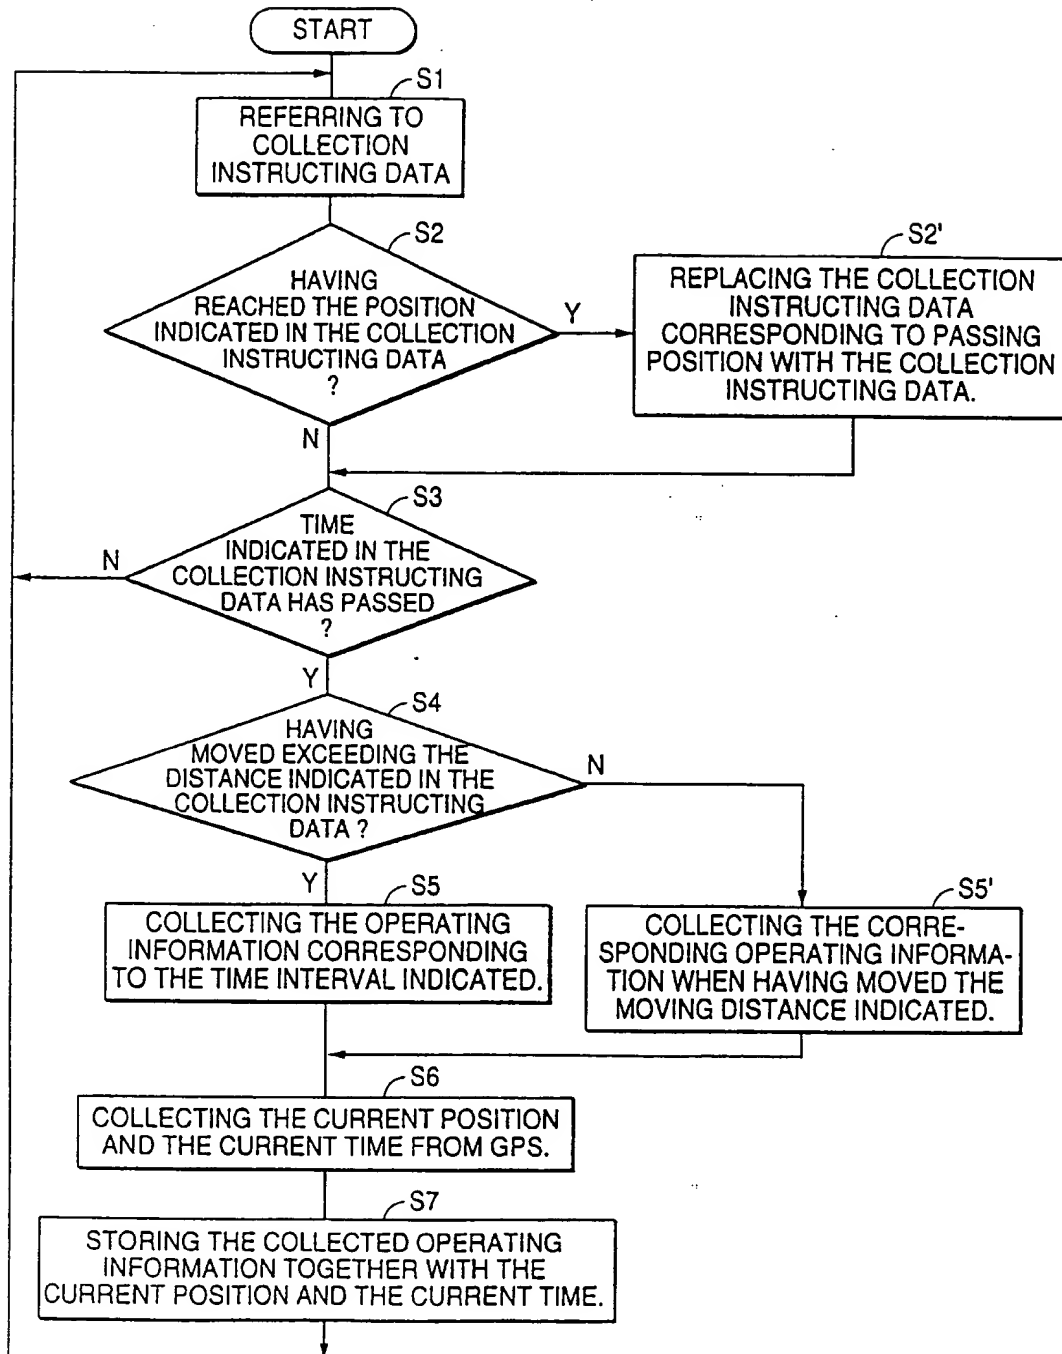 START
S1
REFERRING TO
COLLECTION
INSTRUCTING DATA
S2
HAVING
REACHED THE POSITION
INDICATED IN THE COLLECTION
INSTRUCTING DATA
?
Y
N
S2'
REPLACING THE COLLECTION
INSTRUCTING DATA
CORRESPONDING TO PASSING
POSITION WITH THE COLLECTION
INSTRUCTING DATA.
S3
TIME
INDICATED IN THE
COLLECTION INSTRUCTING
DATA HAS PASSED
?
N
Y
S4
HAVING
MOVED EXCEEDING THE
DISTANCE INDICATED IN THE
COLLECTION INSTRUCTING
DATA ?
N
Y
S5
COLLECTING THE OPERATING
INFORMATION CORRESPONDING
TO THE TIME INTERVAL INDICATED.
S5'
COLLECTING THE CORRE-
SPONDING OPERATING INFORMA-
TION WHEN HAVING MOVED THE
MOVING DISTANCE INDICATED.
S6
COLLECTING THE CURRENT POSITION
AND THE CURRENT TIME FROM GPS.
S7
STORING THE COLLECTED OPERATING
INFORMATION TOGETHER WITH THE
CURRENT POSITION AND THE CURRENT TIME.